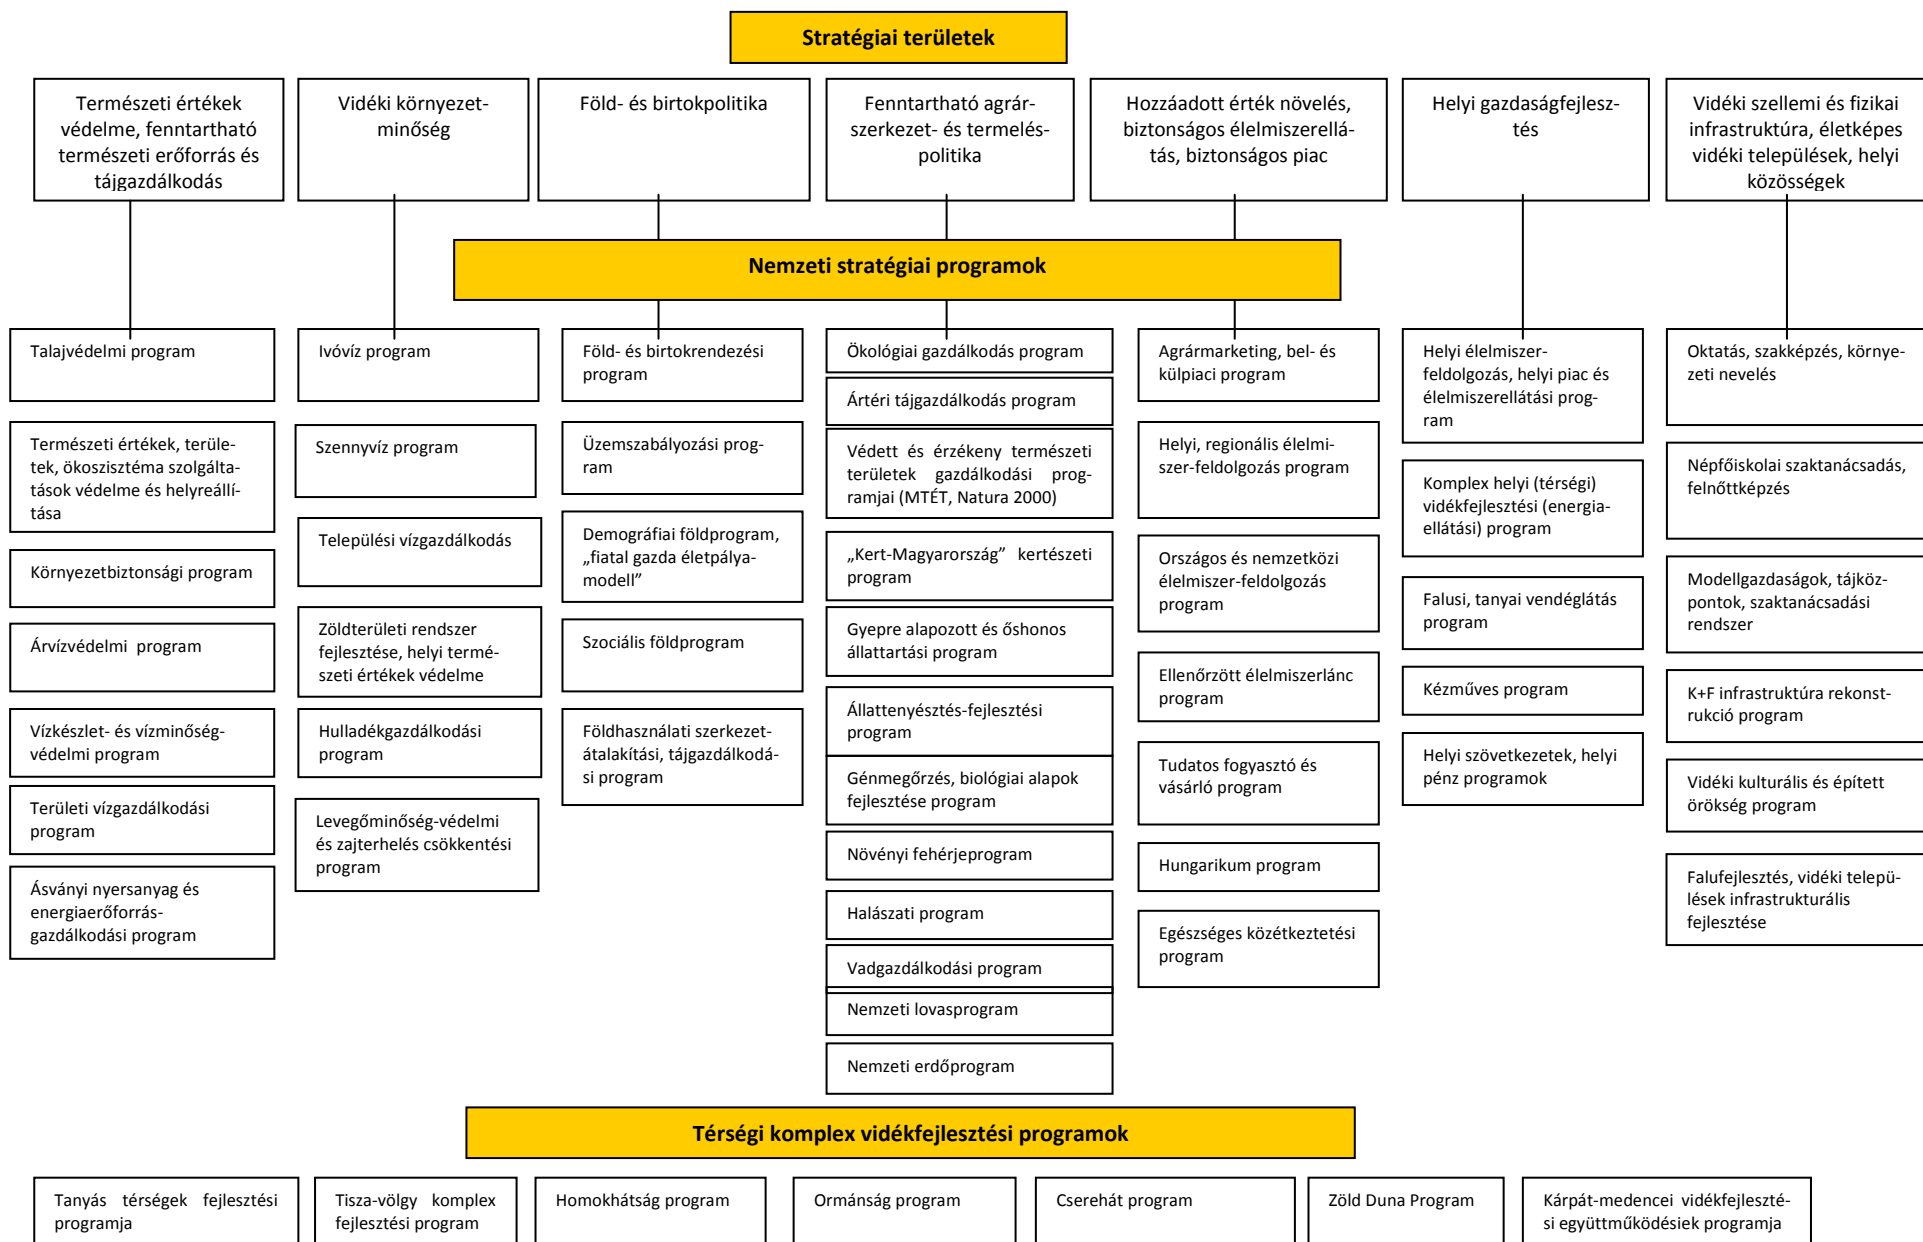 Stratégiai területek
Természeti értékek
védelme, fenntartható
természeti erőforrás és
tájgazdálkodás
Vidéki környezet-
minőség
Föld- és birtokpolitika
Fenntartható agrár-
szerkezet- és termelés-
politika
Hozzáadott érték növelés,
biztonságos élelmiszerellá-
tás, biztonságos piac
Helyi gazdaságfejlesz-
tés
Vidéki szellemi és fizikai
infrastruktúra, életképes
vidéki települések, helyi
közösségek
Nemzeti stratégiai programok
Talajvédelmi program
Természeti értékek, terüle-
tek, ökoszisztéma szolgálta-
tások védelme és helyreállí-
tása
Környezetbiztonsági program
Árvízvédelmi program
Vízkészlet- és vízminőség-
védelmi program
Területi vízgazdálkodási
program
Ásványi nyersanyag és
energiaerőforrás-
gazdálkodási program
Ivóvíz program
Szennyvíz program
Települési vízgazdálkodás
Zöldterületi rendszer
fejlesztése, helyi termé-
szeti értékek védelme
Hulladékgazdálkodási
program
Levegőminőség-védelmi
és zajterhelés csökkentési
program
Föld- és birtokrendezési
program
Üzemszabályozási prog-
ram
Demográfiai földprogram,
„fiatal gazda életpálya-
modell”
Szociális földprogram
Földhasználati szerkezet-
átalakítási, tájgazdálkodá-
si program
Ökológiai gazdálkodás program
Ártéri tájgazdálkodás program
Védett és érzékeny természeti
területek gazdálkodási prog-
ramjai (MTÉT, Natura 2000)
„Kert-Magyarország” kertészeti
program
Gyepre alapozott és őshonos
állattartási program
Állattenyésztés-fejlesztési
program
Génmegőrzés, biológiai alapok
fejlesztése program
Növényi fehérjeprogram
Halászati program
Vadgazdálkodási program
Nemzeti lovasprogram
Nemzeti erdőprogram
Agrármarketing, bel- és
külpiaci program
Helyi, regionális élelmi-
szer-feldolgozás program
Országos és nemzetközi
élelmiszer-feldolgozás
program
Ellenőrzött élelmiszerlánc
program
Tudatos fogyasztó és
vásárló program
Hungarikum program
Egészséges közétkeztetési
program
Helyi élelmiszer-
feldolgozás, helyi piac és
élelmiszerellátási prog-
ram
Komplex helyi (térségi)
vidékfejlesztési (energia-
ellátási) program
Falusi, tanyai vendéglátás
program
Kézműves program
Helyi szövetkezetek, helyi
pénz programok
Oktatás, szakképzés, környe-
zeti nevelés
Népfőiskolai szaktanácsadás,
felnőttképzés
Modellgazdaságok, tájköz-
pontok, szaktanácsadási
rendszer
K+F infrastruktúra rekonst-
rukció program
Vidéki kulturális és épített
örökség program
Falufejlesztés, vidéki telepü-
lések infrastrukturális
fejlesztése
Térségi komplex vidékfejlesztési programok
Tanyás térségek fejlesztési
programja
Tisza-völgy komplex
fejlesztési program
Homokhátság program
Ormánság program
Cserehát program
Zöld Duna Program
Kárpát-medencei vidékfejleszté-
si együttműködésiek programja